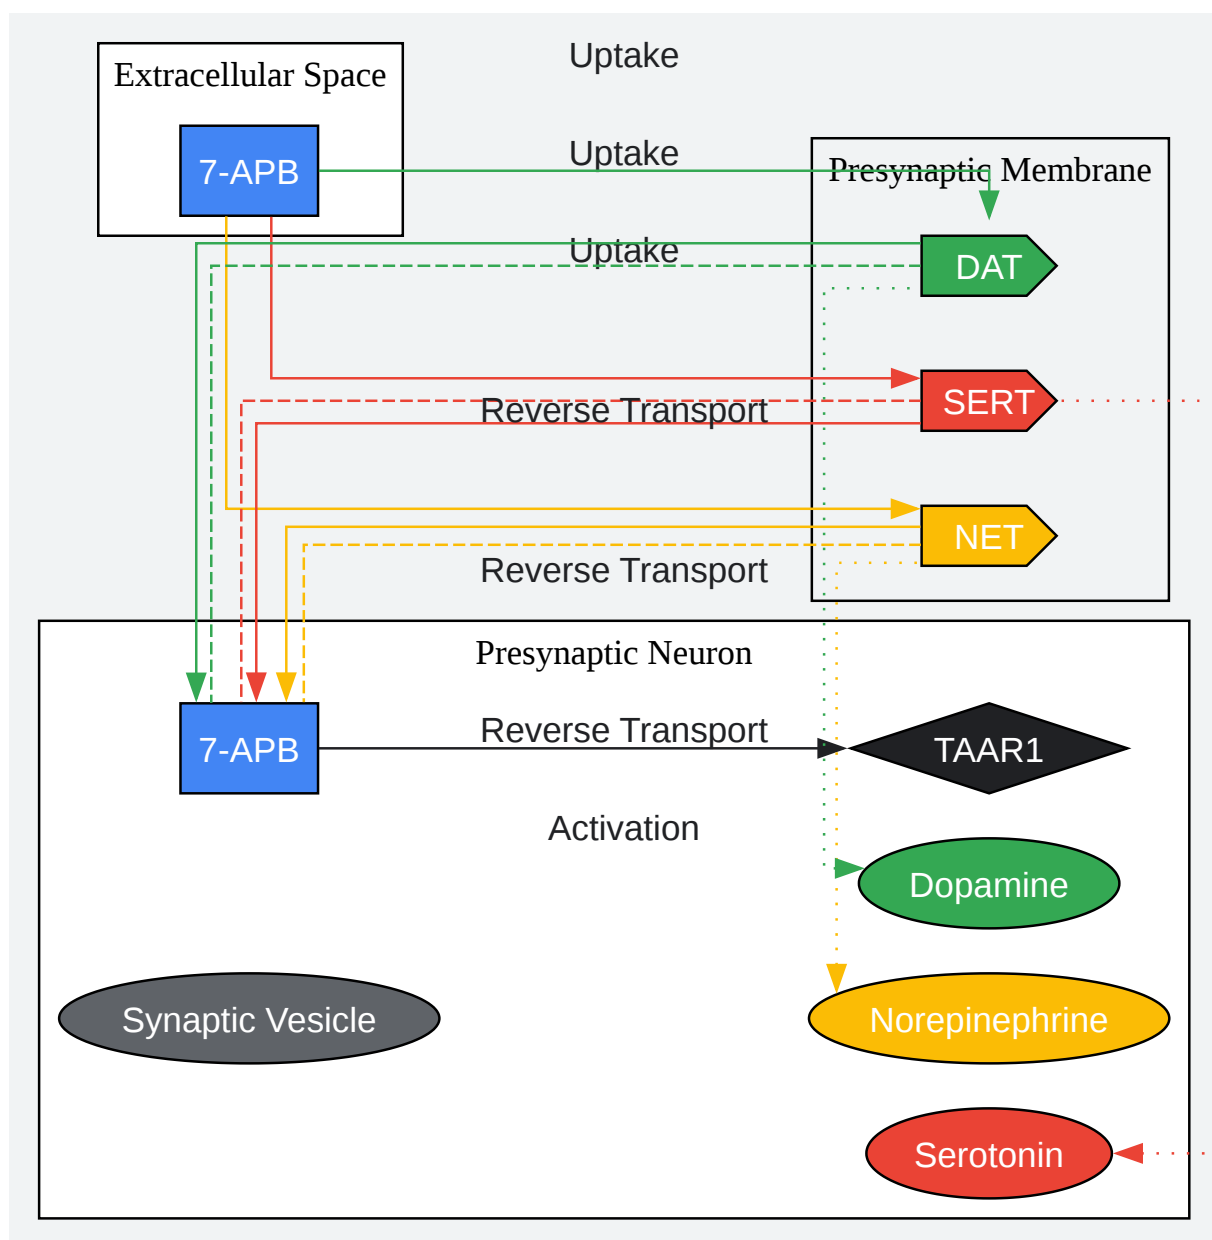 Uptake
Extracellular Space
Uptake
7-APB
Presynaptic Membrane
Uptake
DAT
SERT
Reverse Transport
NET
Reverse Transport
Presynaptic Neuron
Reverse Transport
7-APB
TAAR1
Activation
Dopamine
Synaptic Vesicle
Norepinephrine
Serotonin